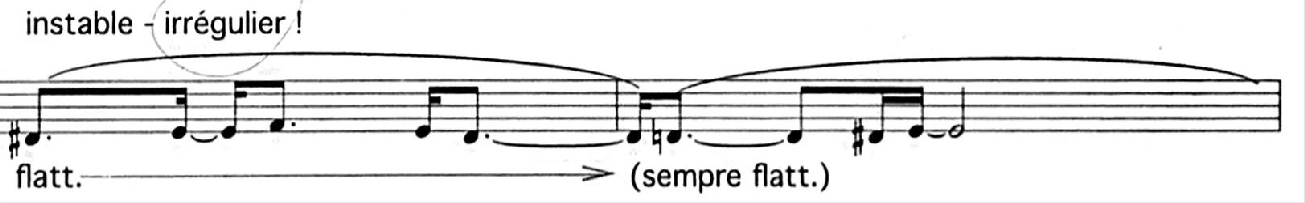 instable - irrégulier !
flatt. (sempre flatt.)